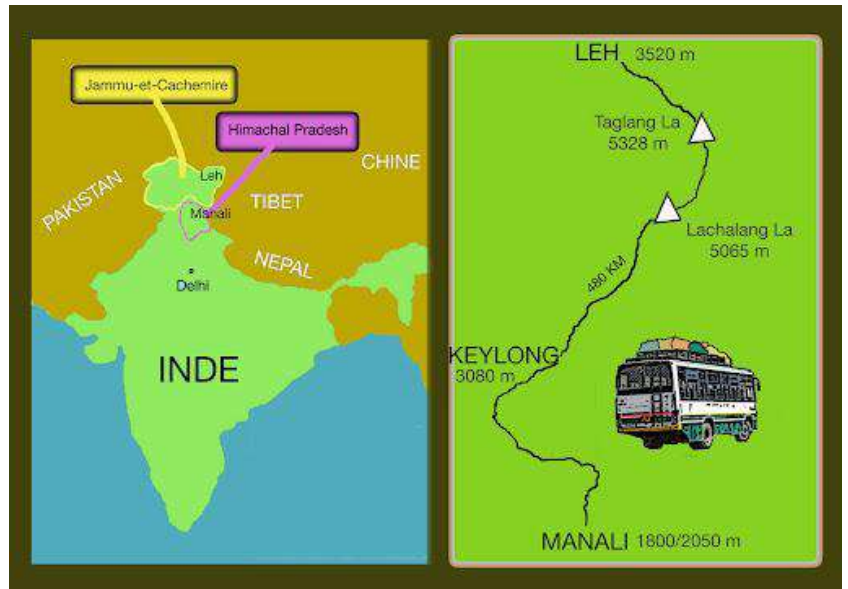 Jammu-et-Cachemire
Himachal Pradesh
CHINE
PAKISTAN
Leh
TIBET
Manali
NEPAL
Delhi
INDE
LEH 3520 m
Taglang La
5328 m
Lachalang La
5065 m
480 KM
KEYLONG
3080 m
MANALI 1800/2050 m